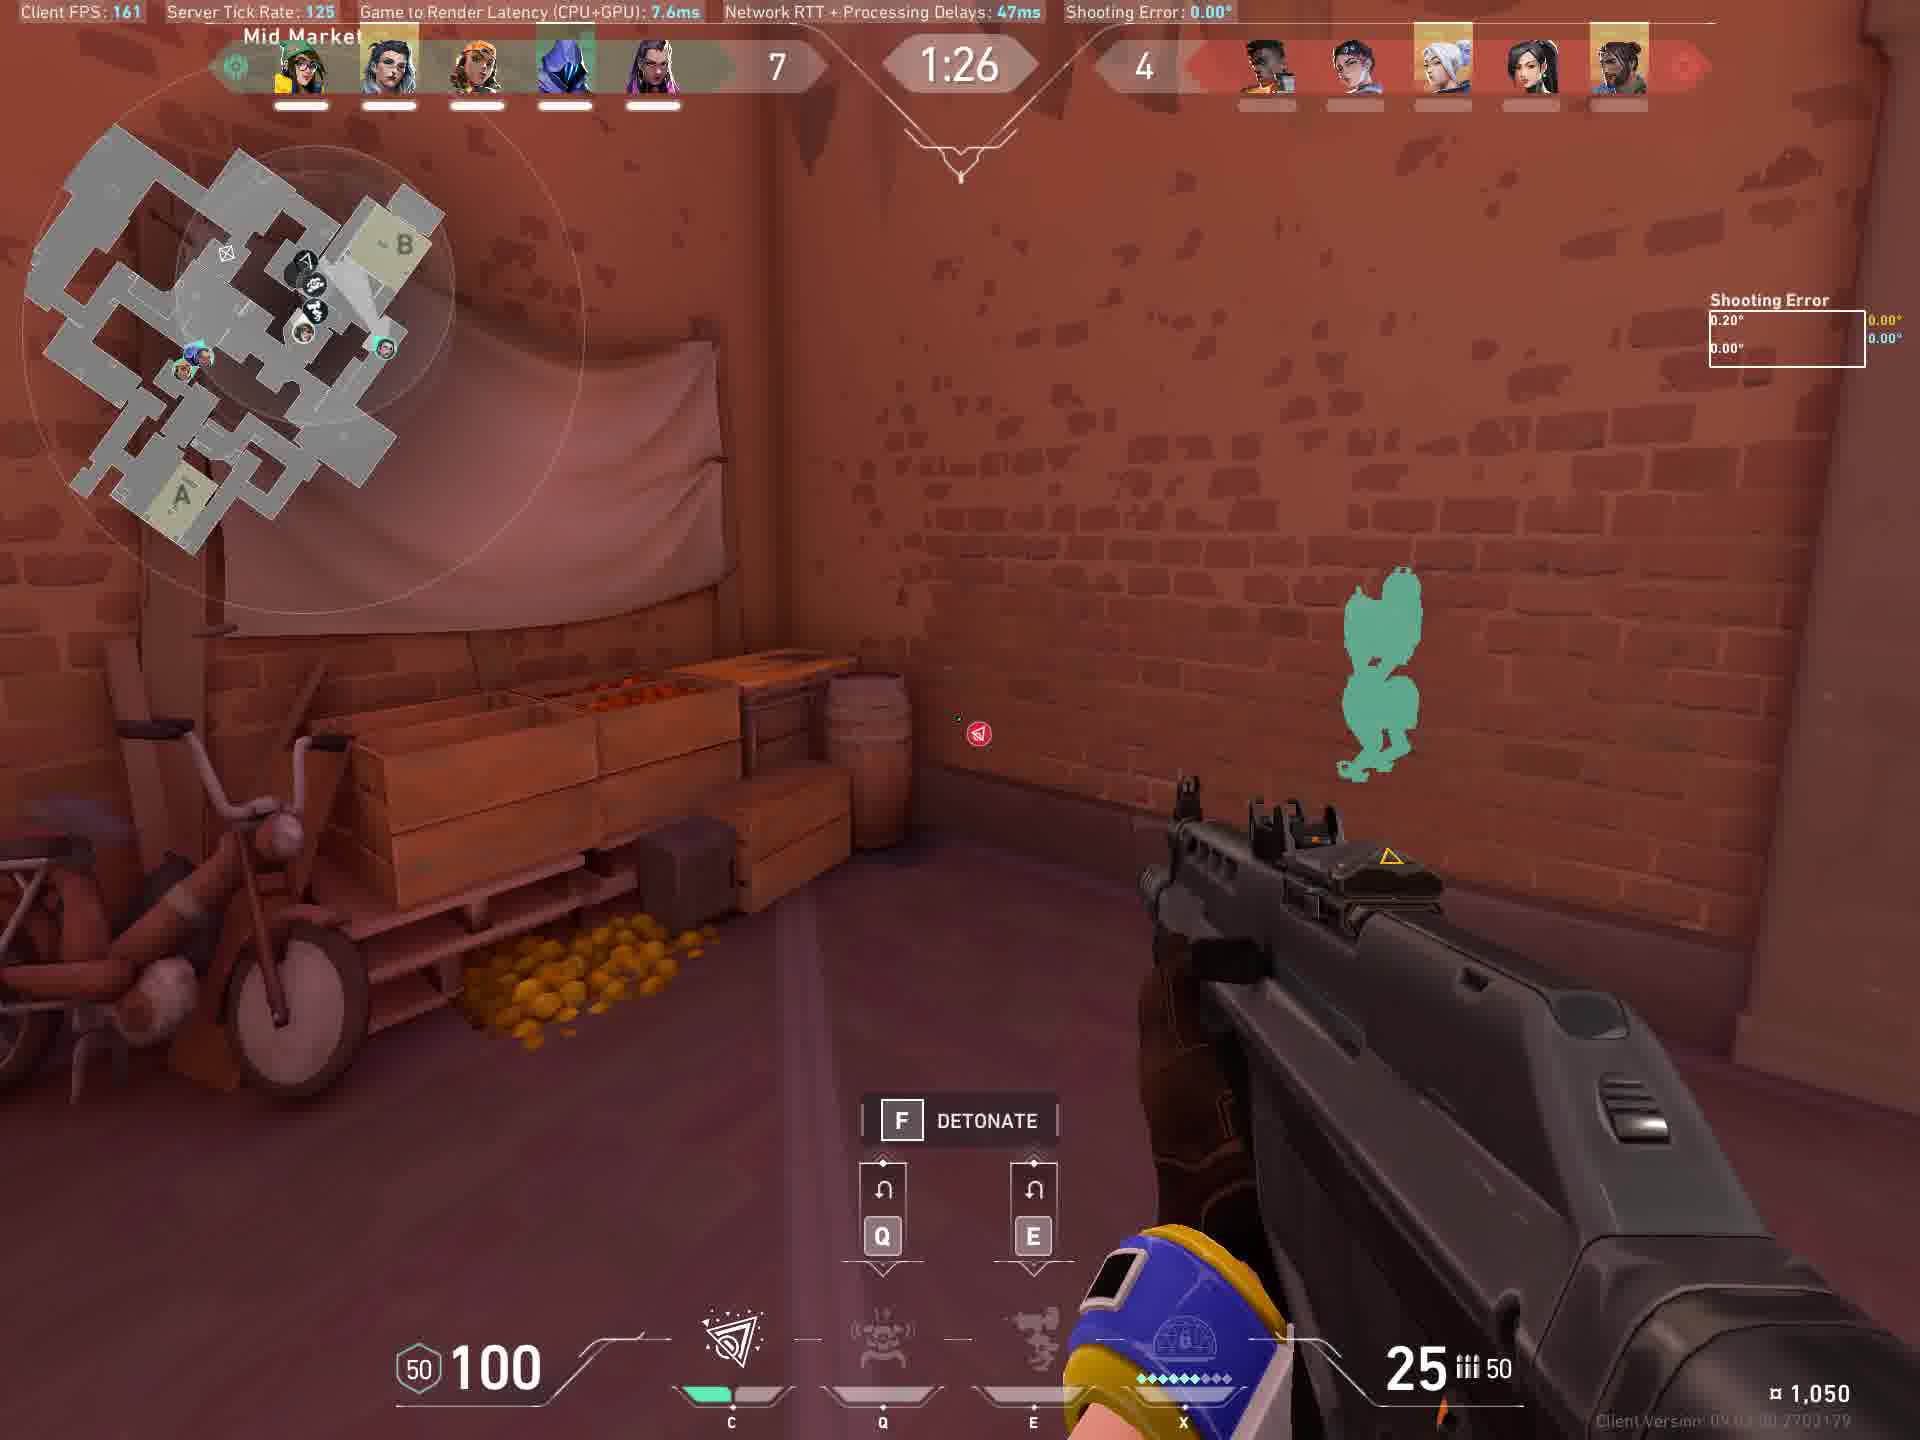 Client FPS: 161 Server Tick Rate: 125 Game to Render Latency (CPU+GPU): 7.6ms Network RTT + Processing Delays: 47ms Shooting Error: 0.00°
Mid Market
7 1:26 4
B
A
Shooting Error
0.20° 0.00°
0.00° 0.00°
F DETONATE
Q E
50 100
25 50
C Q E X
¤ 1,050